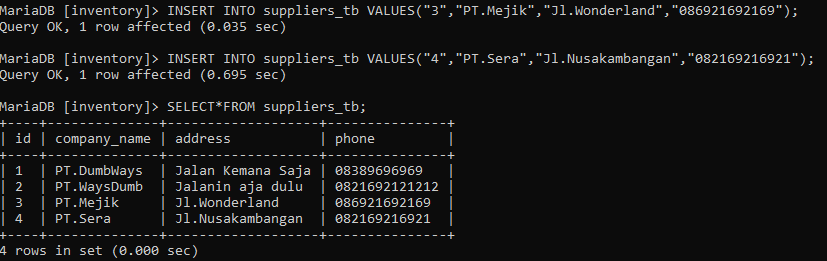 MariaDB [inventory]> INSERT INTO suppliers_tb VALUES("3","PT.Mejik","Jl.Wonderland","086921692169");
Query OK, 1 row affected (0.035 sec)
MariaDB [inventory]> INSERT INTO suppliers_tb VALUES("4","PT.Sera","Jl.Nusakambangan","082169216921");
Query OK, 1 row affected (0.695 sec)
MariaDB [inventory]> SELECT*FROM suppliers_tb;
+----+--------------+-------------------+---------------+
| id | company_name | address           | phone         |
+----+--------------+-------------------+---------------+
| 1  | PT.DumbWays  | Jalan Kemana Saja | 08389696969   |
| 2  | PT.WaysDumb  | Jalanin aja dulu  | 0821692121212 |
| 3  | PT.Mejik     | Jl.Wonderland     | 086921692169  |
| 4  | PT.Sera      | Jl.Nusakambangan  | 082169216921  |
+----+--------------+-------------------+---------------+
4 rows in set (0.000 sec)